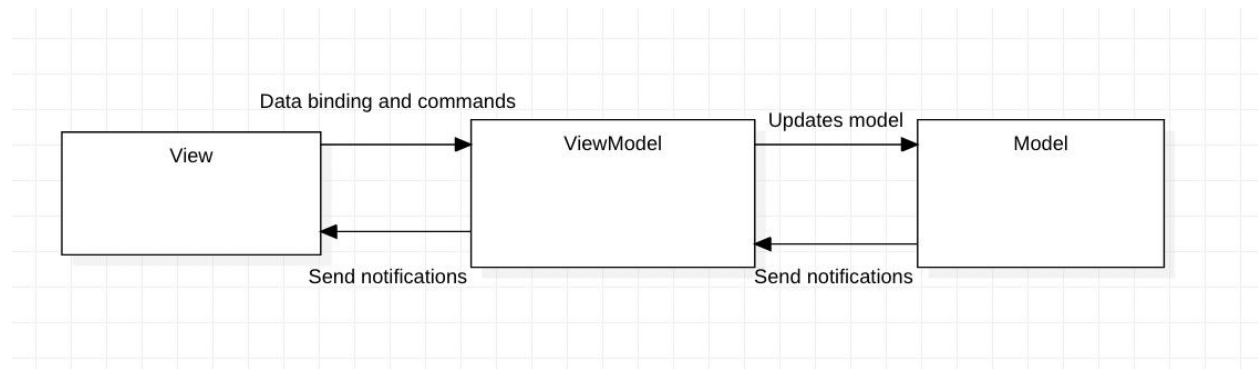 Data binding and commands
Updates model
View
ViewModel
Model
Send notifications
Send notifications